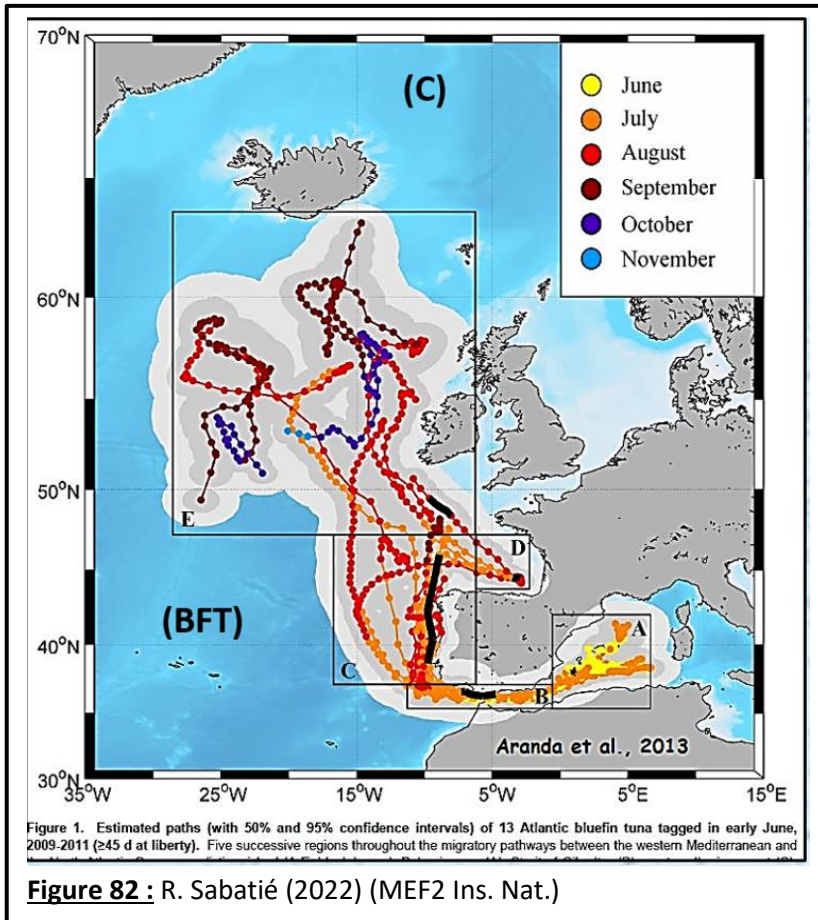 70°N
60°N
50°N
40°N
30°N
35°W
25°W
15°W
5°W
5°E
15°E
(C)
June
July
August
September
October
November
E
D
(BFT)
C
A
B
Aranda et al., 2013
Figure 1. Estimated paths (with 50% and 95% confidence intervals) of 13 Atlantic bluefin tuna tagged in early June,
2009-2011 (≥45 d at liberty). Five successive regions throughout the migratory pathways between the western Mediterranean and
Figure 82 : R. Sabatié (2022) (MEF2 Ins. Nat.)